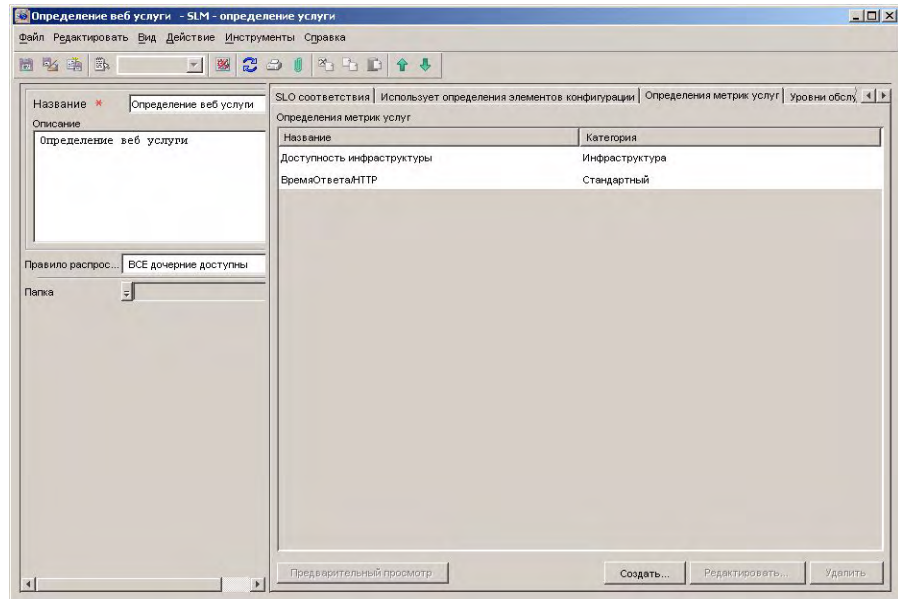 Определение веб услуги - SLM - определение услуги
Файл Редактировать Вид Действие Инструменты Справка
Название * Определение веб услуги
Описание
Определение веб услуги
Правило распрос... ВСЕ дочерние доступны
Папка
SLO соответствия Использует определения элементов конфигурации Определения метрик услуг Уровни обслу
Определения метрик услуг
Название Категория
Доступность инфраструктуры Инфраструктура
ВремяОтвета/HTTP Стандартный
Предварительный просмотр Создать... Редактировать... Удалить